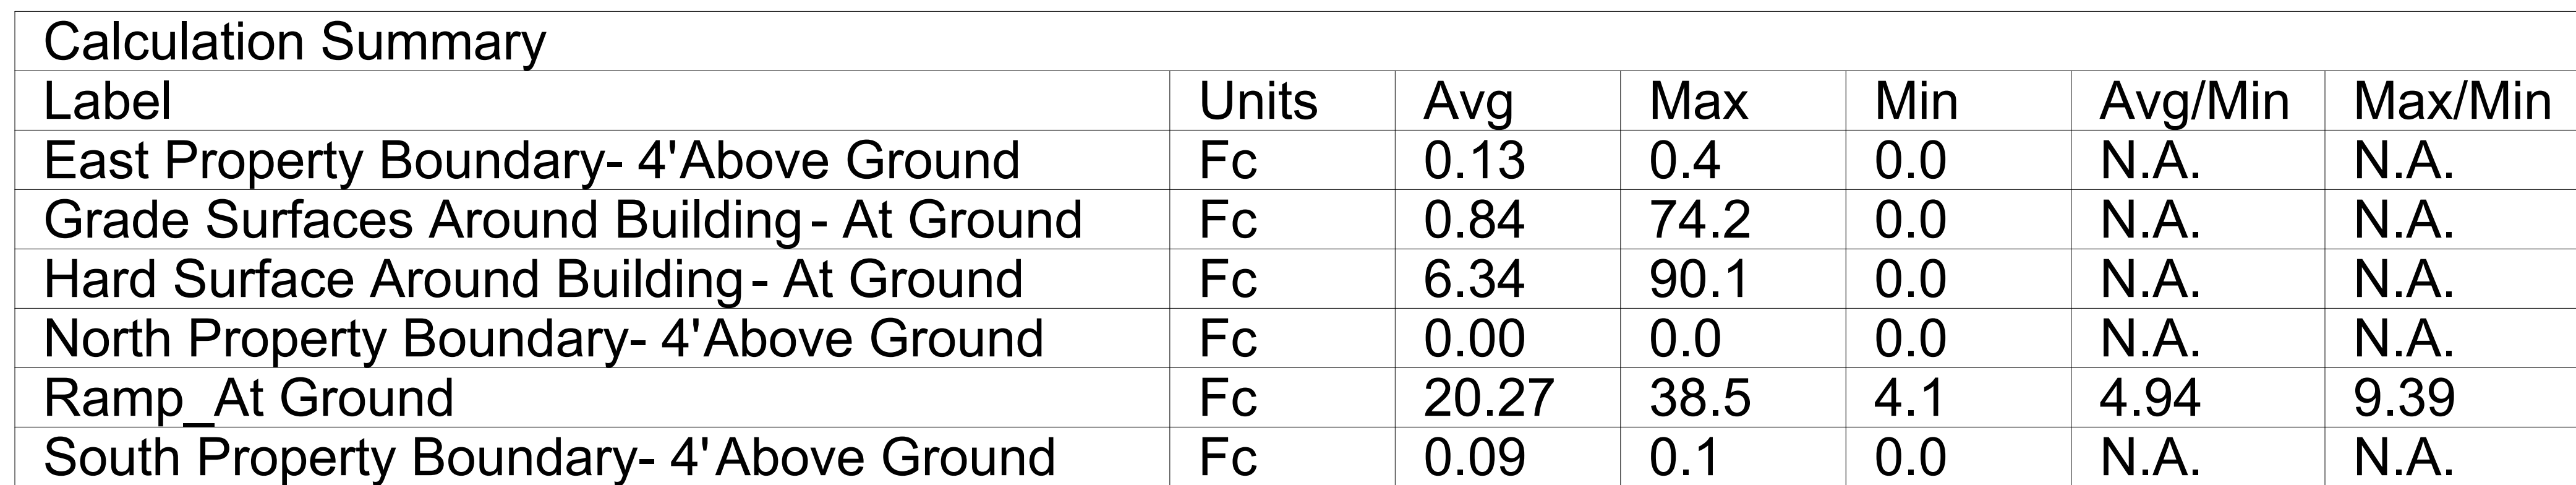 Calculation Summary
Label Units Avg Max Min Avg/Min Max/Min
East Property Boundary- 4'Above Ground Fc 0.13 0.4 0.0 N.A. N.A.
Grade Surfaces Around Building - At Ground Fc 0.84 74.2 0.0 N.A. N.A.
Hard Surface Around Building - At Ground Fc 6.34 90.1 0.0 N.A. N.A.
North Property Boundary- 4'Above Ground Fc 0.00 0.0 0.0 N.A. N.A.
Ramp_At Ground Fc 20.27 38.5 4.1 4.94 9.39
South Property Boundary- 4'Above Ground Fc 0.09 0.1 0.0 N.A. N.A.